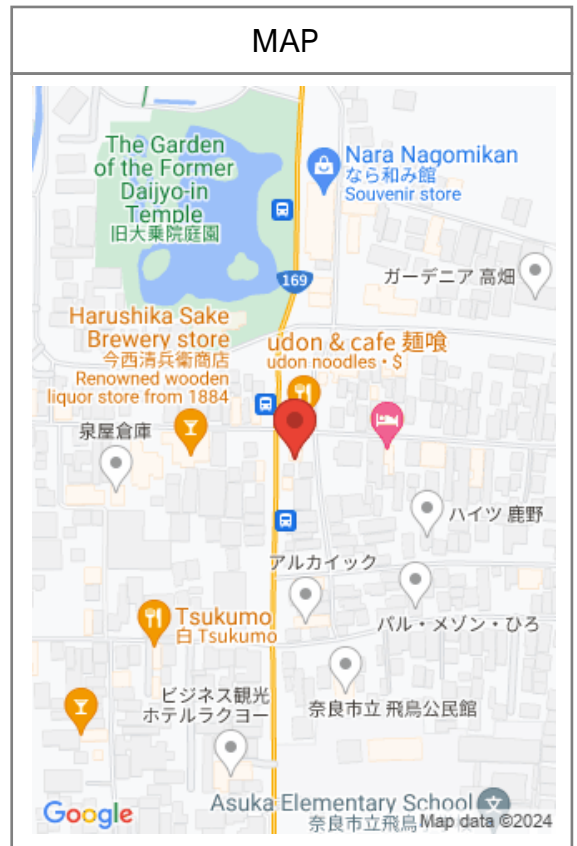 MAP
The Garden
of the Former
Daijyo-in
Temple
旧大乗院庭園
Nara Nagomikan
なら和み館
Souvenir store
169
ガーデニア 高畑
Harushika Sake
Brewery store
今西清兵衛商店
Renowned wooden
liquor store from 1884
udon & cafe 麺喰
udon noodles・$
泉屋倉庫
ハイツ 鹿野
アルカイック
パル・メゾン・ひろ
Tsukumo
白 Tsukumo
奈良市立 飛鳥公民館
ビジネス観光
ホテルラクヨー
Asuka Elementary School
文
奈良市立飛鳥
Google
Map data ©2024